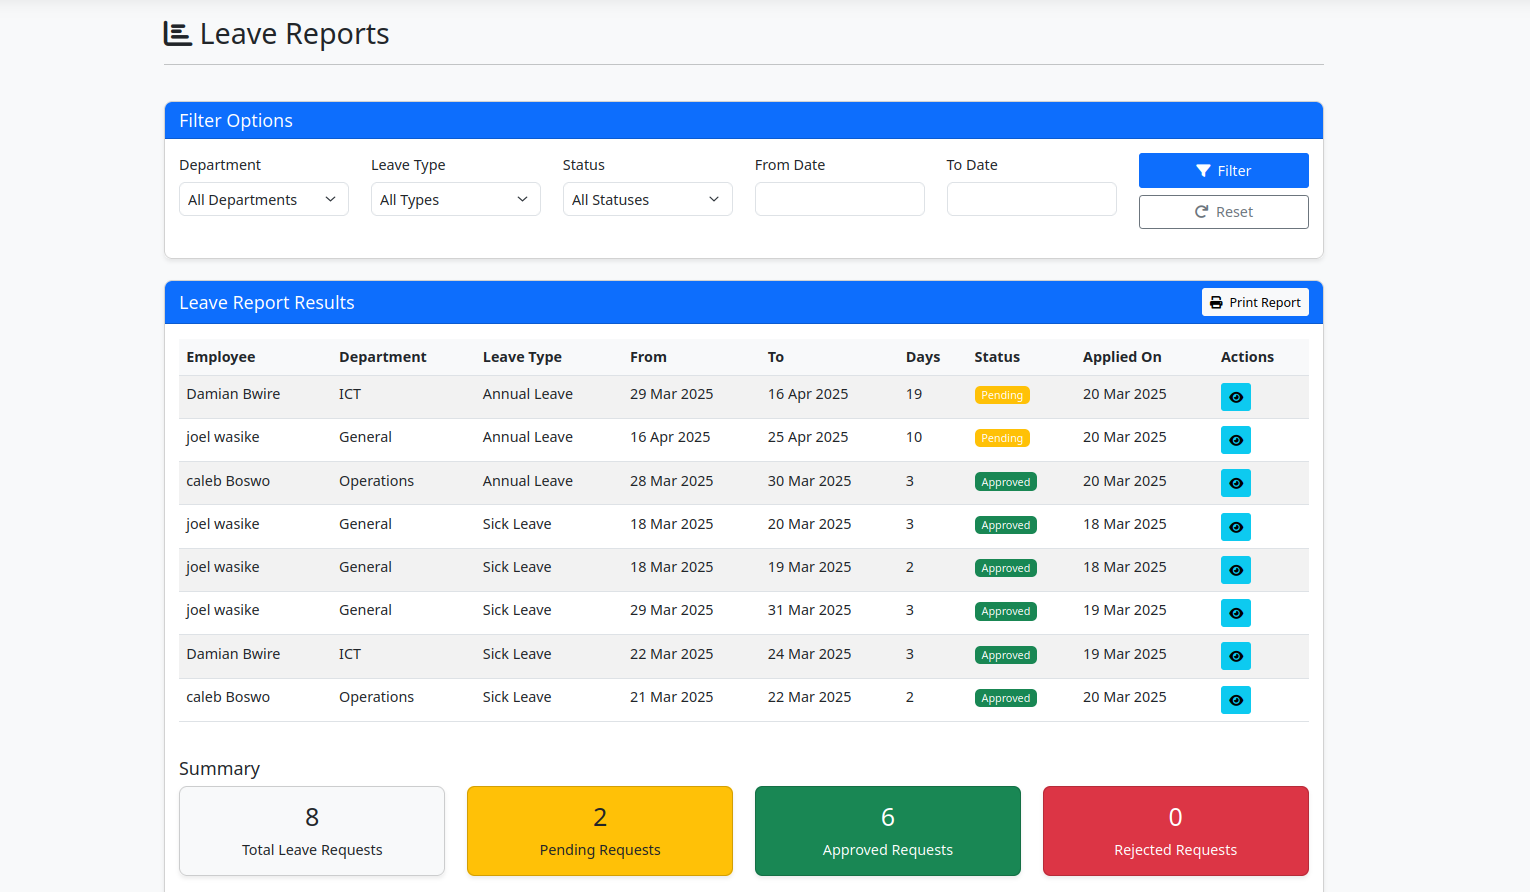 Leave Reports
Filter Options
Department Leave Type Status From Date To Date
All Departments All Types All Statuses
Filter
Reset
Leave Report Results Print Report
Employee Department Leave Type From To Days Status Applied On Actions
Damian Bwire ICT Annual Leave 29 Mar 2025 16 Apr 2025 19 Pending 20 Mar 2025
joel wasike General Annual Leave 16 Apr 2025 25 Apr 2025 10 Pending 20 Mar 2025
caleb Boswo Operations Annual Leave 28 Mar 2025 30 Mar 2025 3 Approved 20 Mar 2025
joel wasike General Sick Leave 18 Mar 2025 20 Mar 2025 3 Approved 18 Mar 2025
joel wasike General Sick Leave 18 Mar 2025 19 Mar 2025 2 Approved 18 Mar 2025
joel wasike General Sick Leave 29 Mar 2025 31 Mar 2025 3 Approved 19 Mar 2025
Damian Bwire ICT Sick Leave 22 Mar 2025 24 Mar 2025 3 Approved 19 Mar 2025
caleb Boswo Operations Sick Leave 21 Mar 2025 22 Mar 2025 2 Approved 20 Mar 2025
Summary
8 2 6 0
Total Leave Requests Pending Requests Approved Requests Rejected Requests